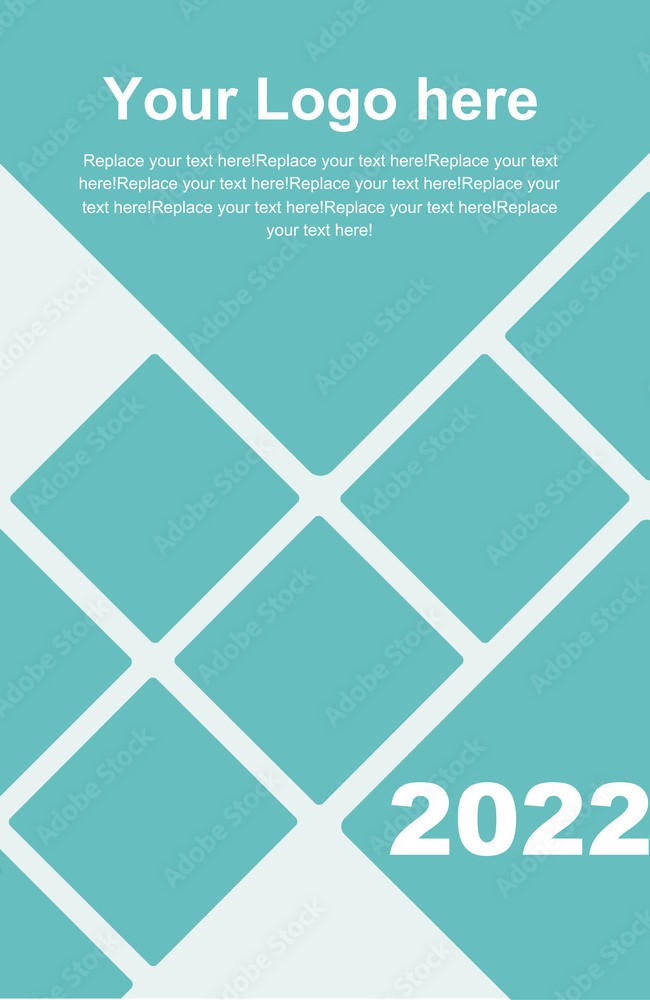 Your Logo here
Replace your text here!Replace your text here!Replace your text
here!Replace your text here!Replace your text here!Replace your
text here!Replace your text here!Replace your text here!Replace
your text here!
2022
Adobe Stock